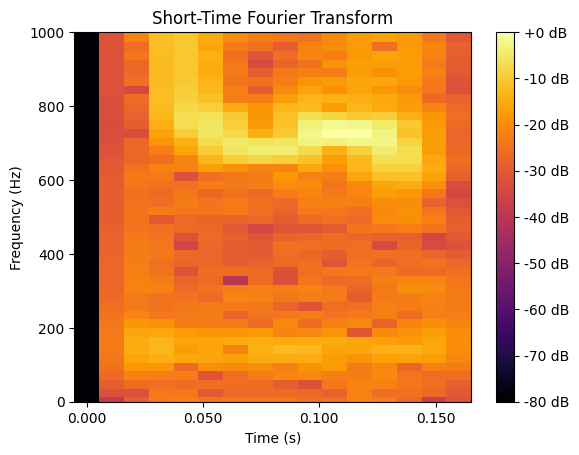 Short-Time Fourier Transform
Frequency (Hz)
1000
800
600
400
200
0
0.000
0.050
0.100
0.150
Time (s)
+0 dB
-10 dB
-20 dB
-30 dB
-40 dB
-50 dB
-60 dB
-70 dB
-80 dB